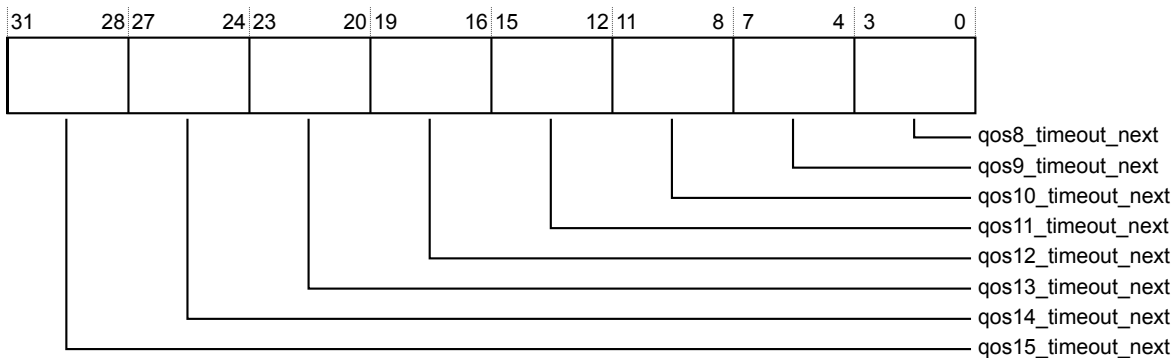 31 28 27 24 23 20 19 16 15 12 11 8 7 4 3 0
qos8_timeout_next
qos9_timeout_next
qos10_timeout_next
qos11_timeout_next
qos12_timeout_next
qos13_timeout_next
qos14_timeout_next
qos15_timeout_next